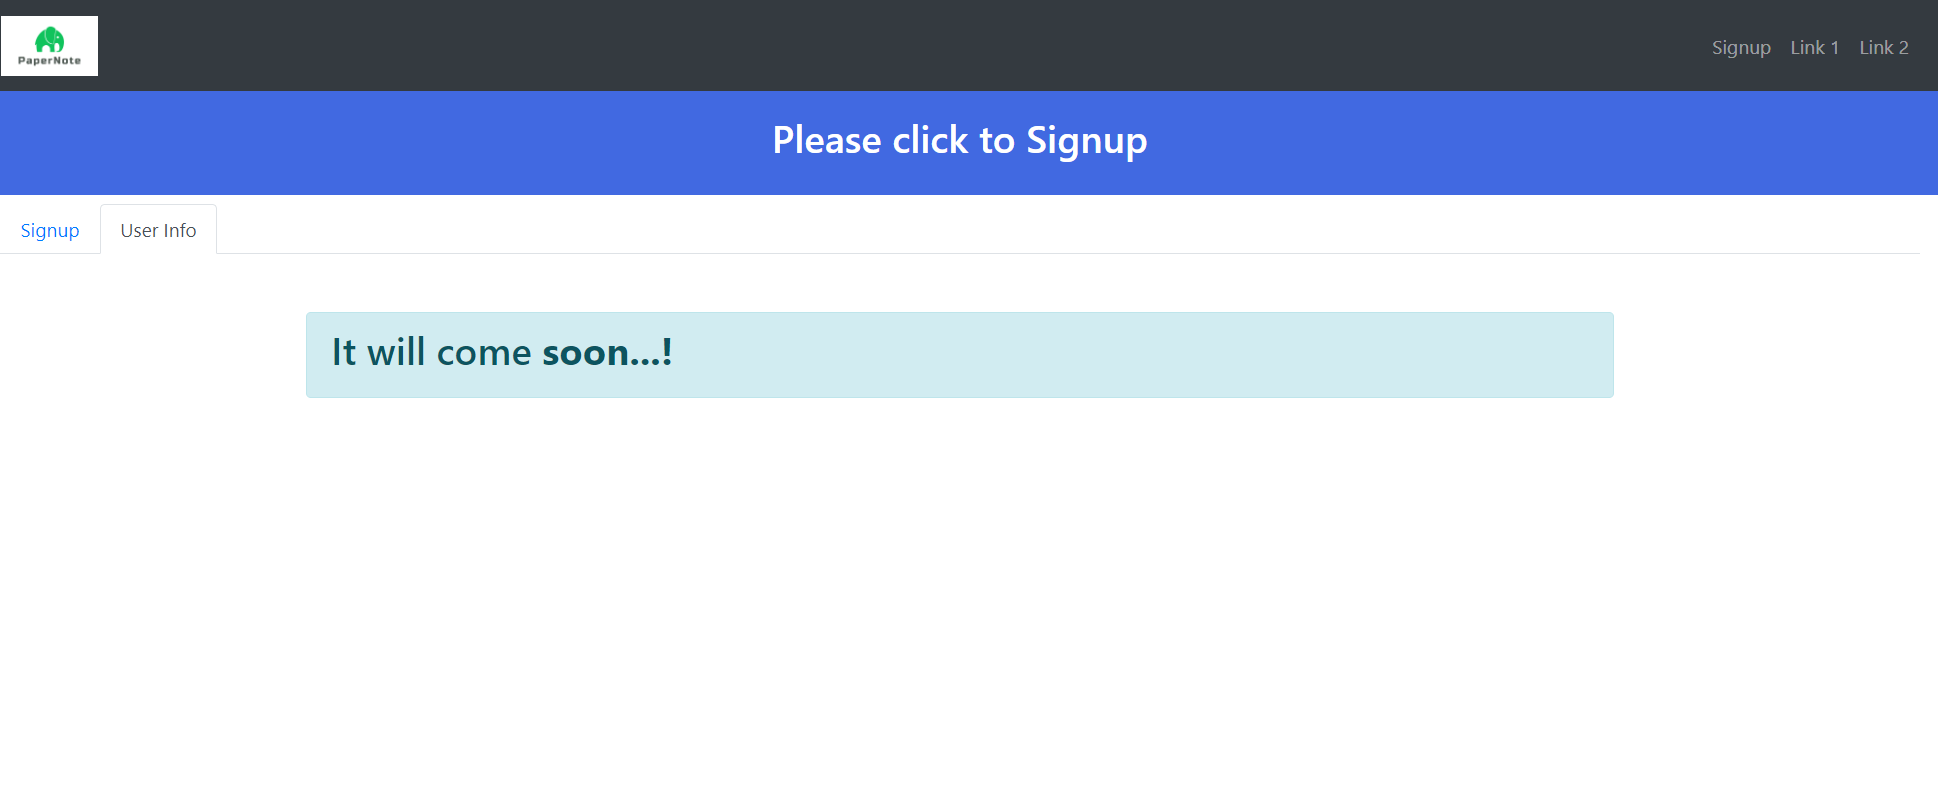 PaperNote
Signup Link 1 Link 2
Please click to Signup
Signup User Info
It will come soon...!